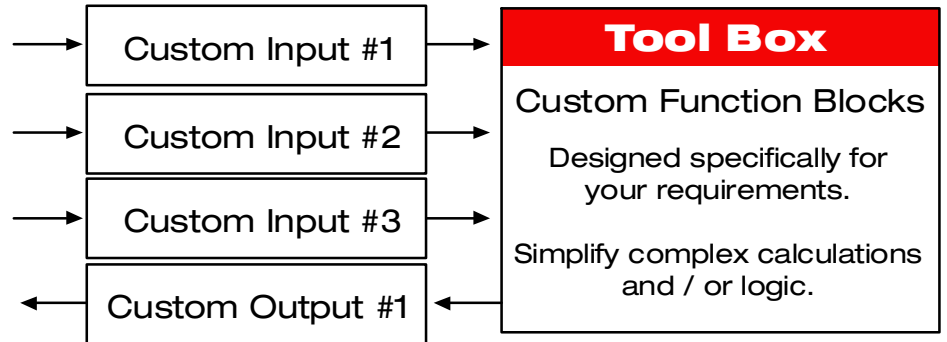 Custom Input #1
Custom Input #2
Custom Input #3
Custom Output #1
Tool Box
Custom Function Blocks
Designed specifically for
your requirements.
Simplify complex calculations
and / or logic.